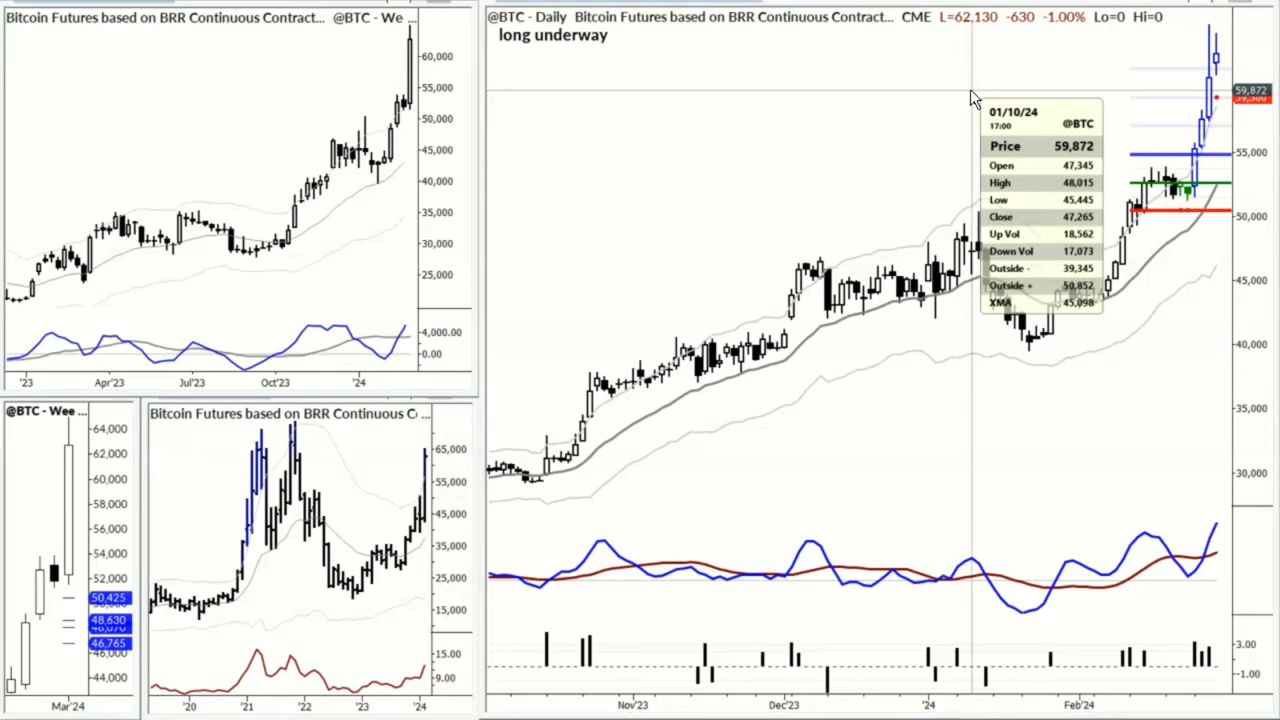 Bitcoin Futures based on BRR Continuous Contract... @BTC - We ...
60,000
55,000
50,000
45,000
40,000
35,000
30,000
25,000
4,000.00
0.00
'23 Apr'23 Jul'23 Oct'23 '24
@BTC - Wee ...
64,000
62,000
60,000
58,000
56,000
54,000
52,000
50,425
48,630
46,765
46,000
44,000
Mar'24
Bitcoin Futures based on BRR Continuous C ...
65,000
55,000
45,000
35,000
25,000
15,000
15.00
9.00
'20 '21 '22 '23 '24
@BTC - Daily Bitcoin Futures based on BRR Continuous Contract... CME L=62,130 -630 -1.00% Lo=0 Hi=0
long underway
59,872
55,000
50,000
45,000
40,000
35,000
30,000
01/10/24
17:00 @BTC
Price 59,872
Open 47,345
High 48,015
Low 45,445
Close 47,265
Up Vol 18,562
Down Vol 17,073
Outside - 39,345
Outside + 50,852
XMA 45,098
3.00
-1.00
Nov'23 Dec'23 '24 Feb'24